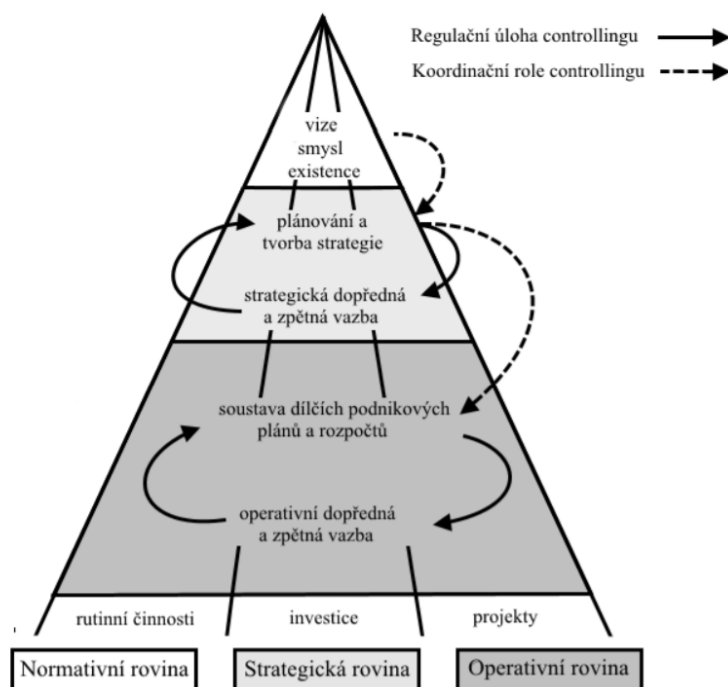 Regulační úloha controllingu
Koordinační role controllingu
vize
smysl
existence
plánování a
tvorba strategie
strategická dopředná
a zpětná vazba
soustava dílčích podnikových
plánů a rozpočtů
operativní dopředná
a zpětná vazba
rutinní činnosti
investice
projekty
Normativní rovina
Strategická rovina
Operativní rovina